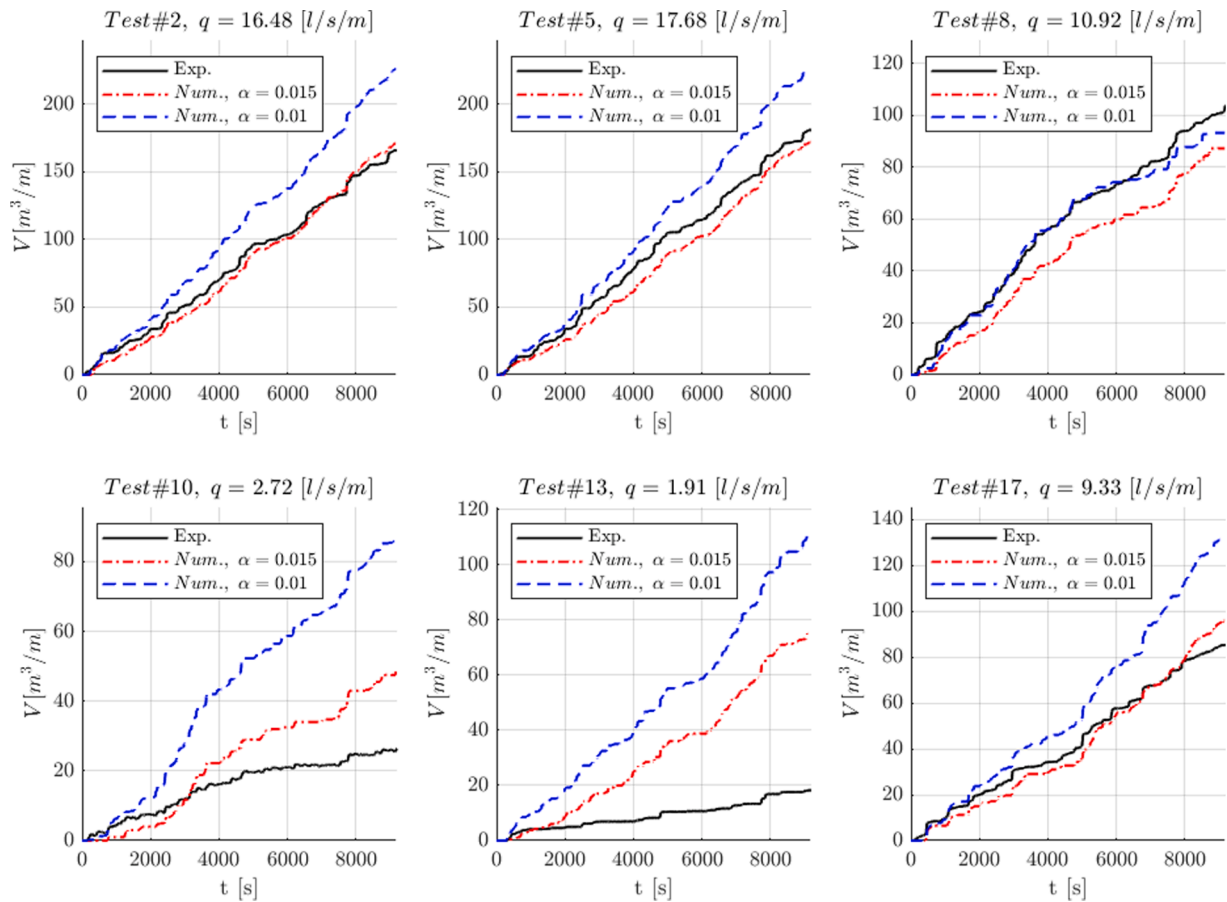 Test#2, q = 16.48 [l/s/m]
Exp.
Num., α = 0.015
Num., α = 0.01
V[m³/m]
200
150
100
50
0
0 2000 4000 6000 8000
t [s]
Test#5, q = 17.68 [l/s/m]
Exp.
Num., α = 0.015
Num., α = 0.01
V[m³/m]
200
150
100
50
0
0 2000 4000 6000 8000
t [s]
Test#8, q = 10.92 [l/s/m]
Exp.
Num., α = 0.015
Num., α = 0.01
V[m³/m]
120
100
80
60
40
20
0
0 2000 4000 6000 8000
t [s]
Test#10, q = 2.72 [l/s/m]
Exp.
Num., α = 0.015
Num., α = 0.01
V[m³/m]
80
60
40
20
0
0 2000 4000 6000 8000
t [s]
Test#13, q = 1.91 [l/s/m]
Exp.
Num., α = 0.015
Num., α = 0.01
V[m³/m]
120
100
80
60
40
20
0
0 2000 4000 6000 8000
t [s]
Test#17, q = 9.33 [l/s/m]
Exp.
Num., α = 0.015
Num., α = 0.01
V[m³/m]
140
120
100
80
60
40
20
0
0 2000 4000 6000 8000
t [s]